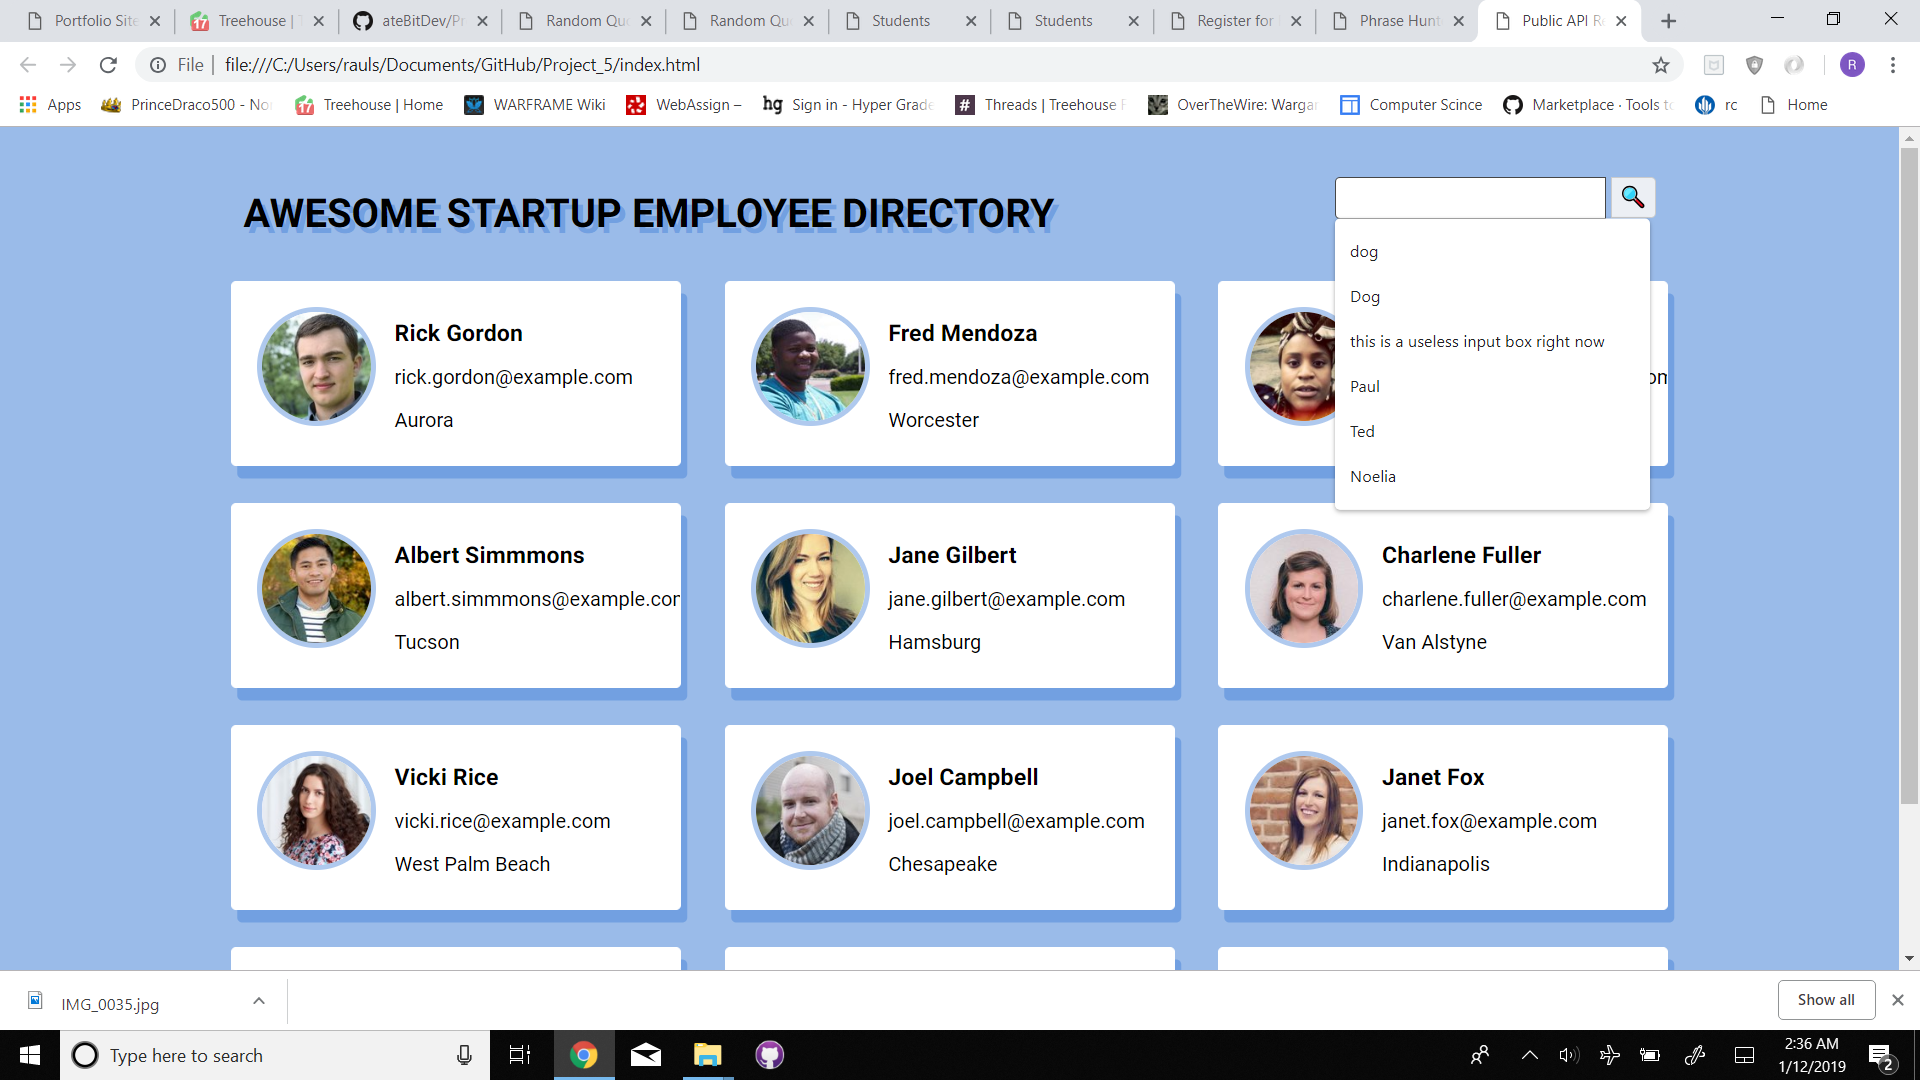 Portfolio Site
Treehouse |
ateBitDev/Pr
Random Quo
Random Quo
Students
Students
Register for
Phrase Hunt
Public API Re
File
file:///C:/Users/rauls/Documents/GitHub/Project_5/index.html
R
Apps
PrinceDraco500 - No
Treehouse | Home
WARFRAME Wiki
WebAssign –
hg Sign in - Hyper Grade
# Threads | Treehouse
OverTheWire: Wargar
Computer Scince
Marketplace · Tools to
rc
Home
AWESOME STARTUP EMPLOYEE DIRECTORY
dog
Dog
this is a useless input box right now
Paul
Ted
Noelia
Rick Gordon
rick.gordon@example.com
Aurora
Fred Mendoza
fred.mendoza@example.com
Worcester
Albert Simmmons
albert.simmmons@example.com
Tucson
Jane Gilbert
jane.gilbert@example.com
Hamsburg
Charlene Fuller
charlene.fuller@example.com
Van Alstyne
Vicki Rice
vicki.rice@example.com
West Palm Beach
Joel Campbell
joel.campbell@example.com
Chesapeake
Janet Fox
janet.fox@example.com
Indianapolis
IMG_0035.jpg
Show all
Type here to search
2:36 AM
1/12/2019
2